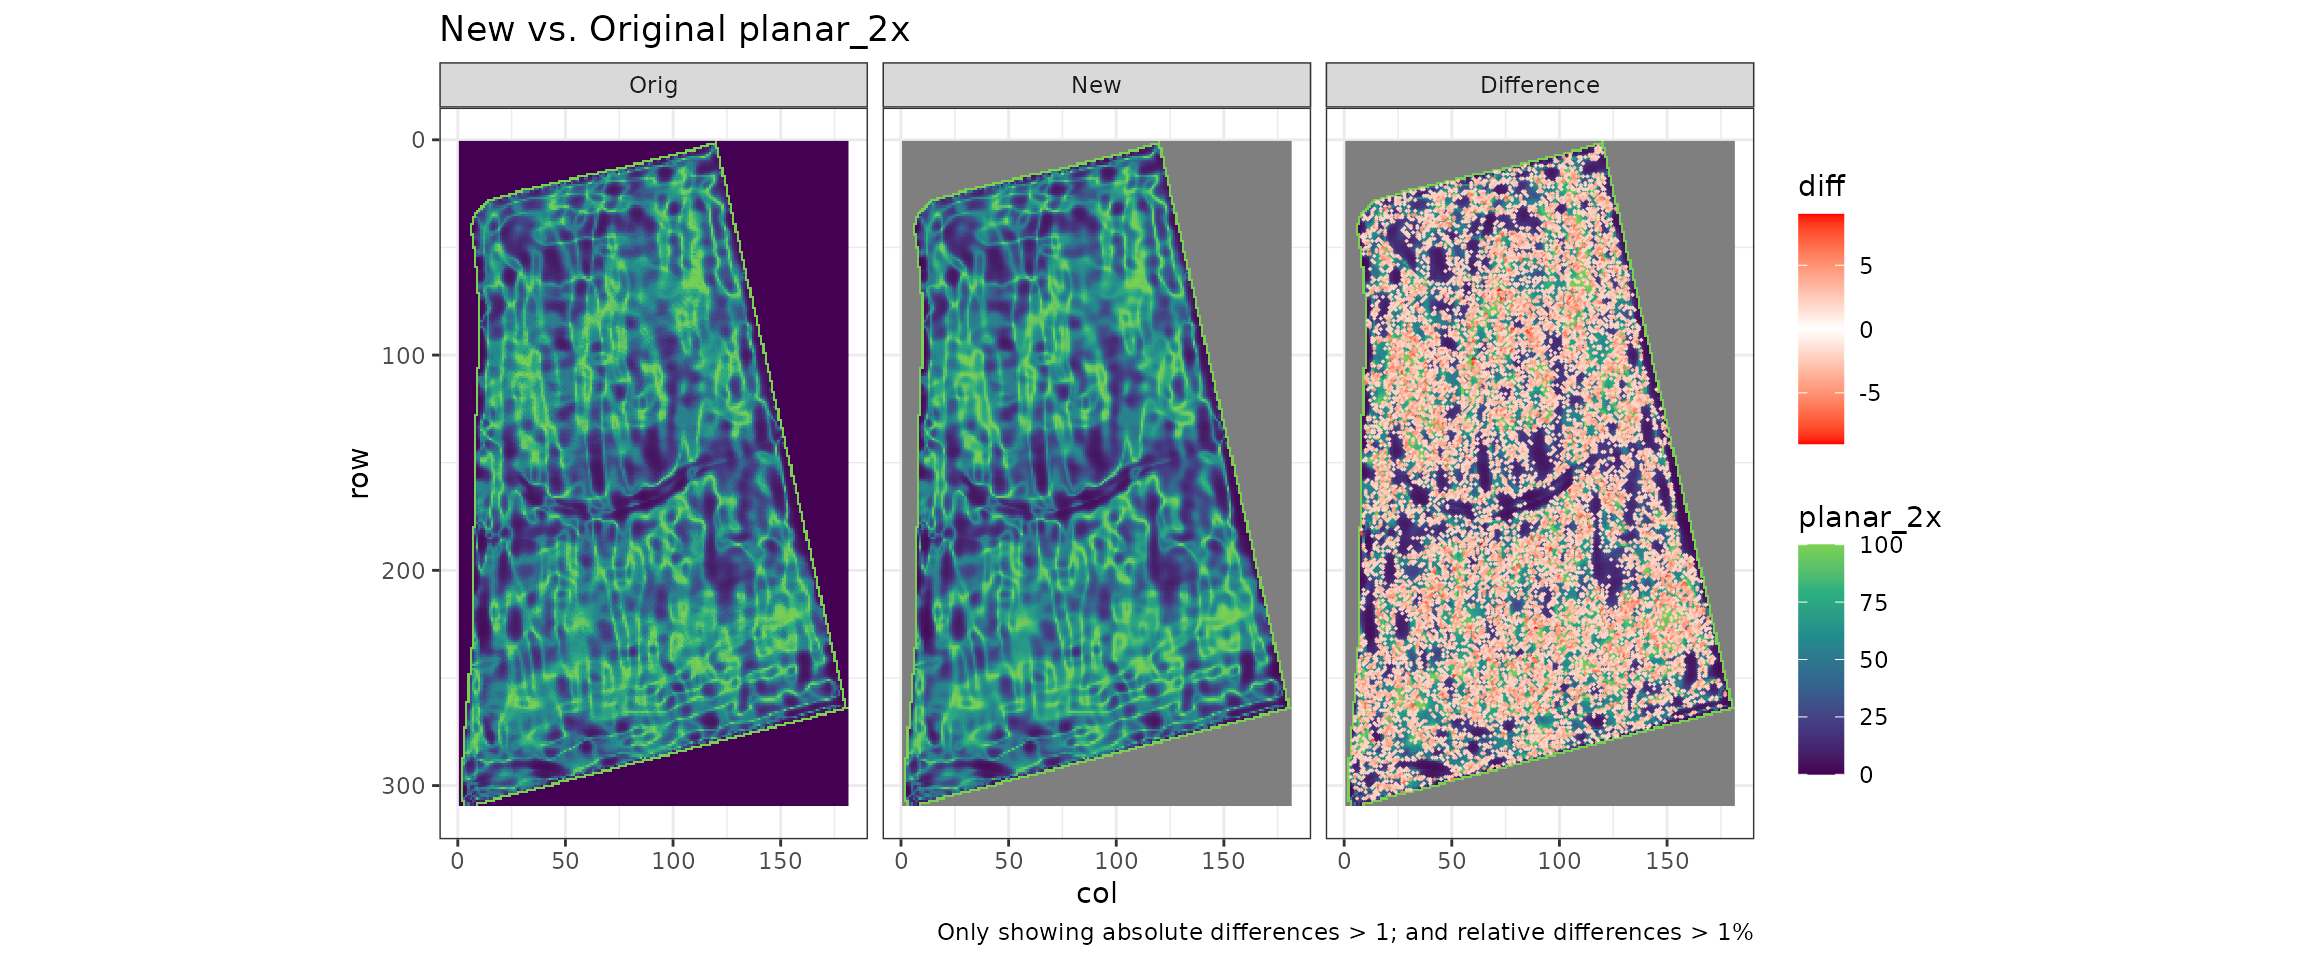 New vs. Original planar_2x
Orig
New
Difference
0
100
200
300
row
0
50
100
150
0
50
100
150
0
50
100
150
col
Only showing absolute differences > 1; and relative differences > 1%
diff
5
0
-5
planar_2x
100
75
50
25
0